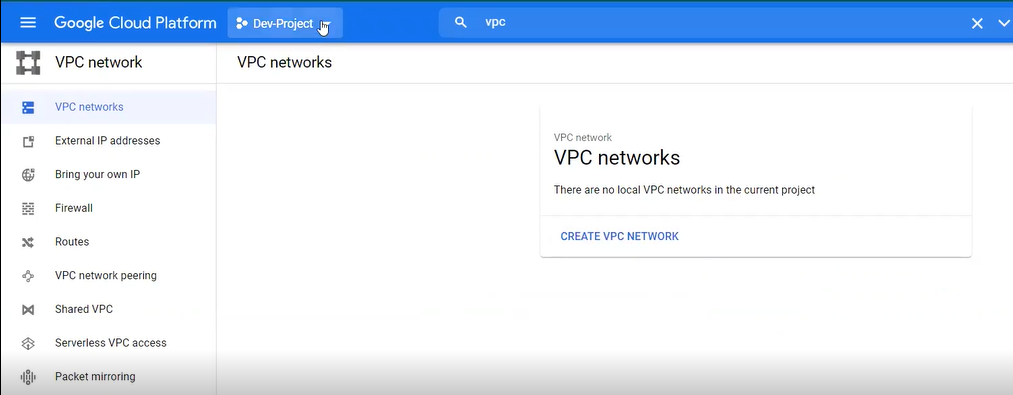 Google Cloud Platform
Dev-Project
vpc
VPC network
VPC networks
VPC networks
External IP addresses
Bring your own IP
Firewall
Routes
VPC network peering
Shared VPC
Serverless VPC access
Packet mirroring
VPC network
VPC networks
There are no local VPC networks in the current project
CREATE VPC NETWORK